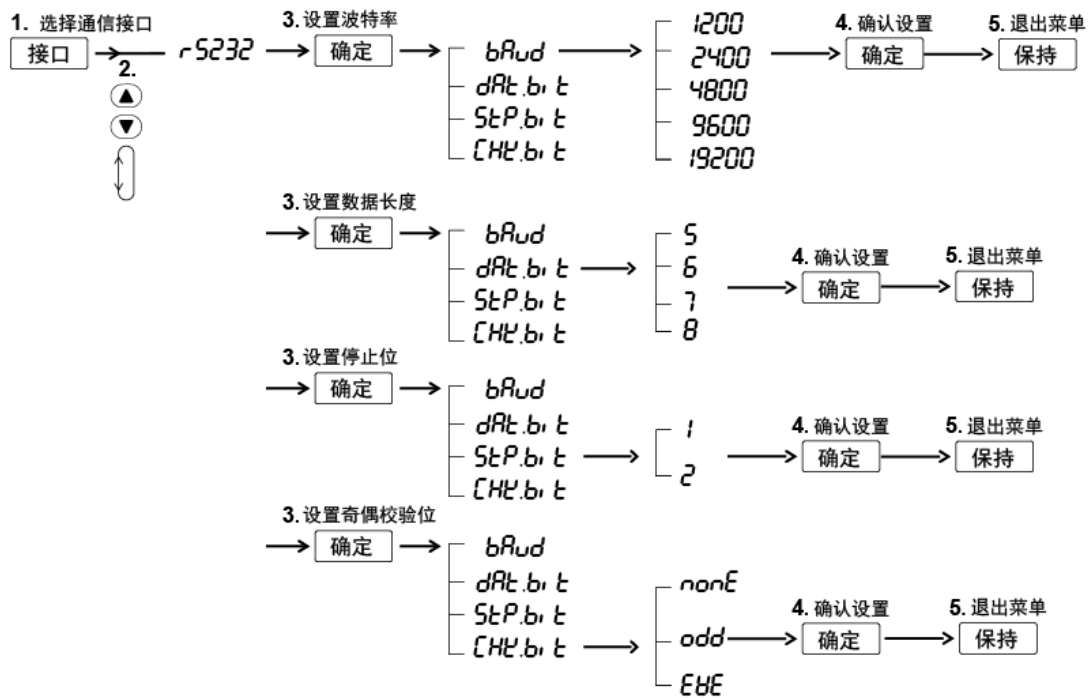 1. 选择通信接口
接口
2.
rS232
3. 设置波特率
确定
bAud
dAt.bit
StP.bit
CHK.bit
1200
2400
4800
9600
19200
4. 确认设置
确定
5. 退出菜单
保持
3. 设置数据长度
确定
bAud
dAt.bit
StP.bit
CHK.bit
5
6
7
8
4. 确认设置
确定
5. 退出菜单
保持
3. 设置停止位
确定
bAud
dAt.bit
StP.bit
CHK.bit
1
2
4. 确认设置
确定
5. 退出菜单
保持
3. 设置奇偶校验位
确定
bAud
dAt.bit
StP.bit
CHK.bit
nonE
odd
EVE
4. 确认设置
确定
5. 退出菜单
保持